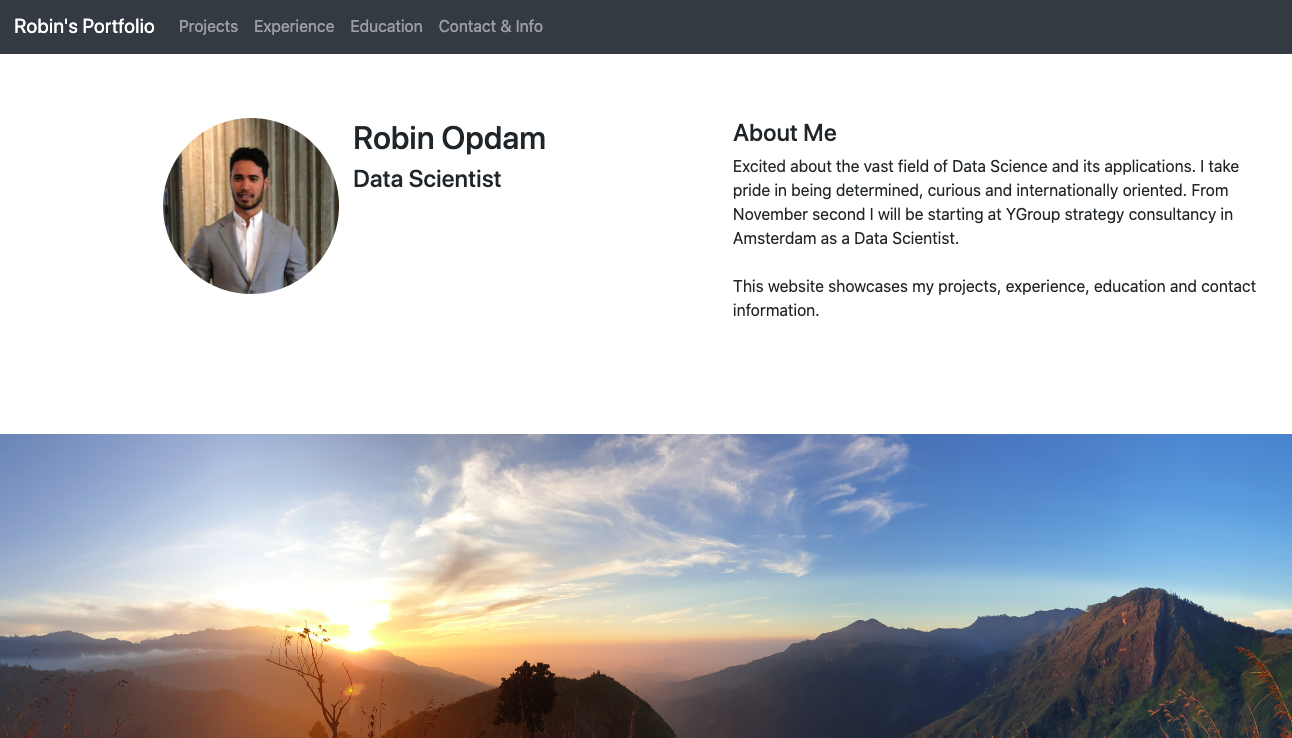 Robin's Portfolio Projects Experience Education Contact & Info
Robin Opdam
Data Scientist
About Me
Excited about the vast field of Data Science and its applications. I take
pride in being determined, curious and internationally oriented. From
November second I will be starting at YGroup strategy consultancy in
Amsterdam as a Data Scientist.
This website showcases my projects, experience, education and contact
information.